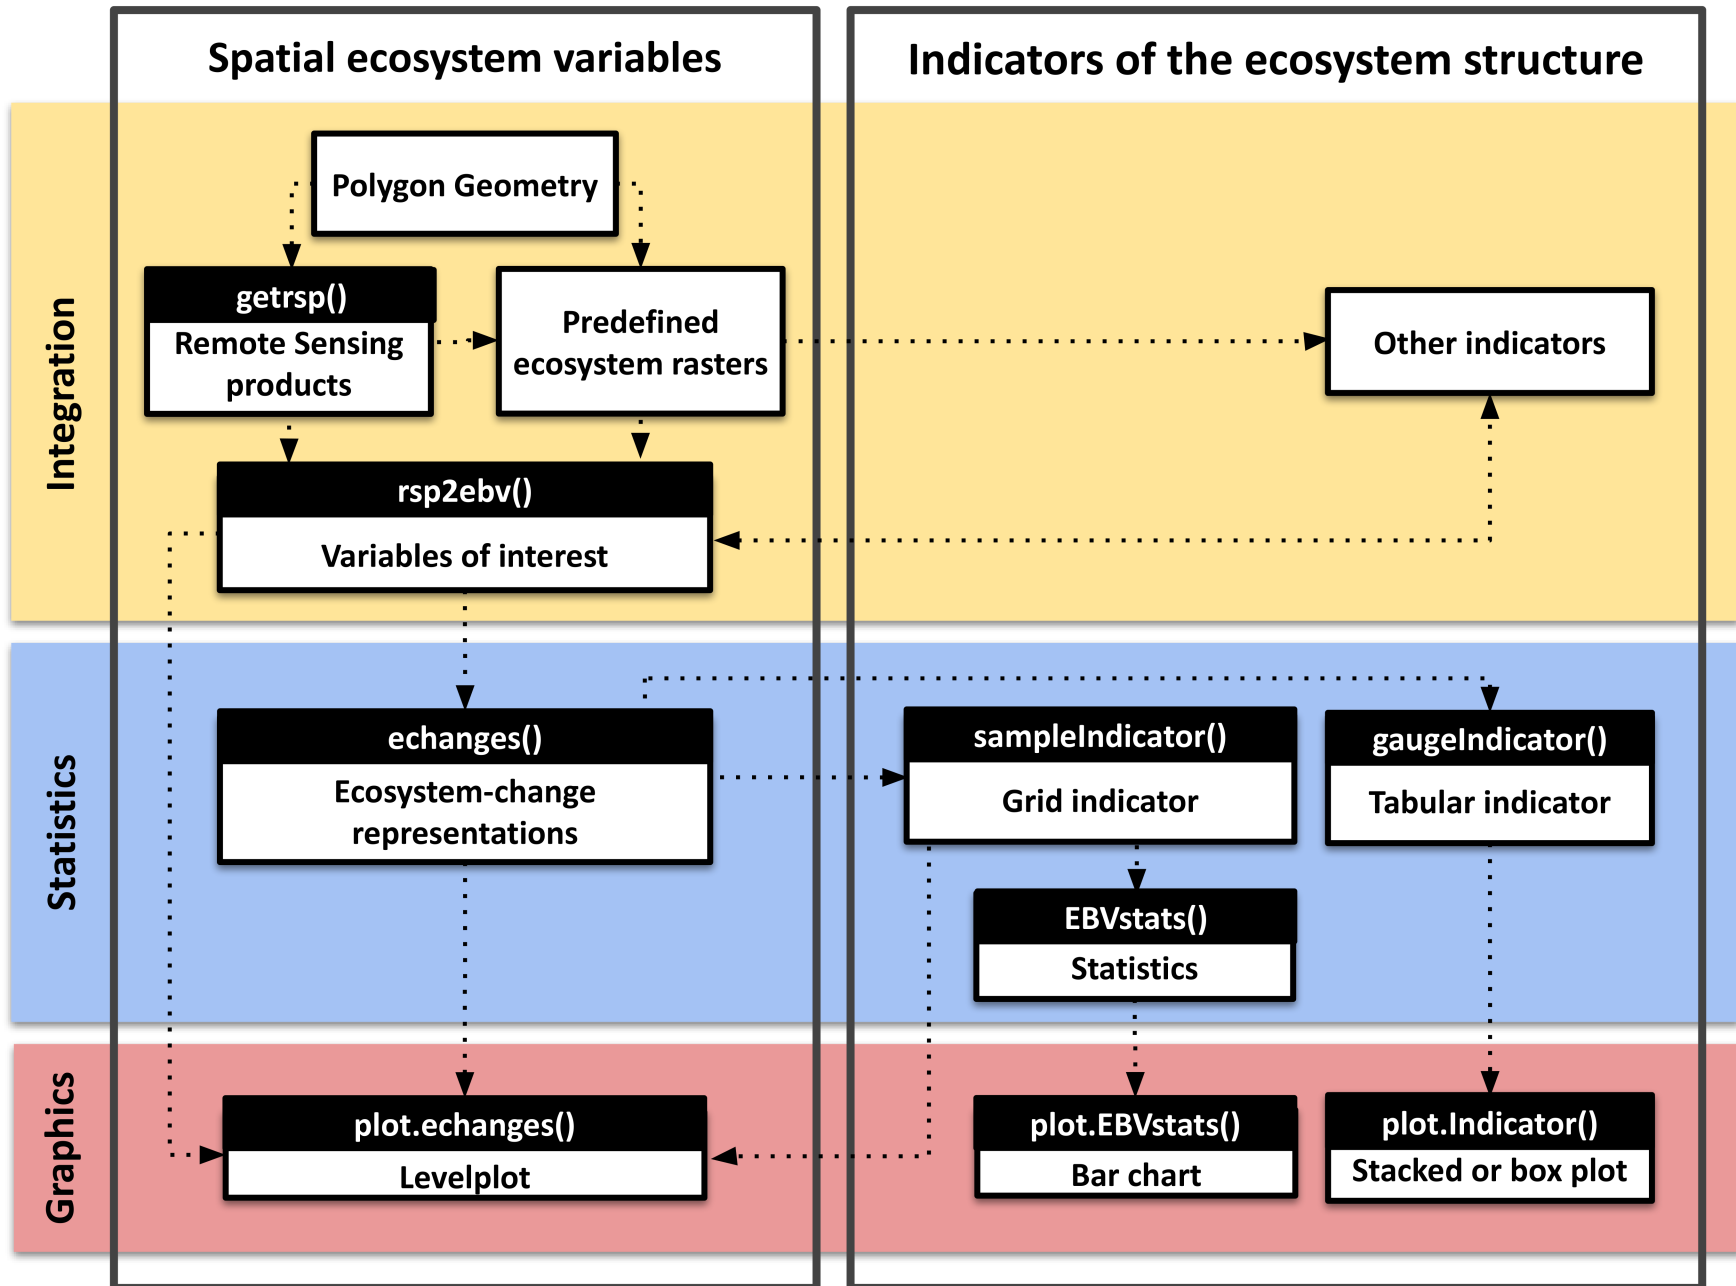 Spatial ecosystem variables
Indicators of the ecosystem structure
Integration
Polygon Geometry
getrsp()
Remote Sensing
products
Predefined
ecosystem rasters
Other indicators
rsp2ebv()
Variables of interest
Statistics
echanges()
Ecosystem-change
representations
sampleIndicator()
Grid indicator
gaugeIndicator()
Tabular indicator
EBVstats()
Statistics
Graphics
plot.echanges()
Levelplot
plot.EBVstats()
Bar chart
plot.Indicator()
Stacked or box plot